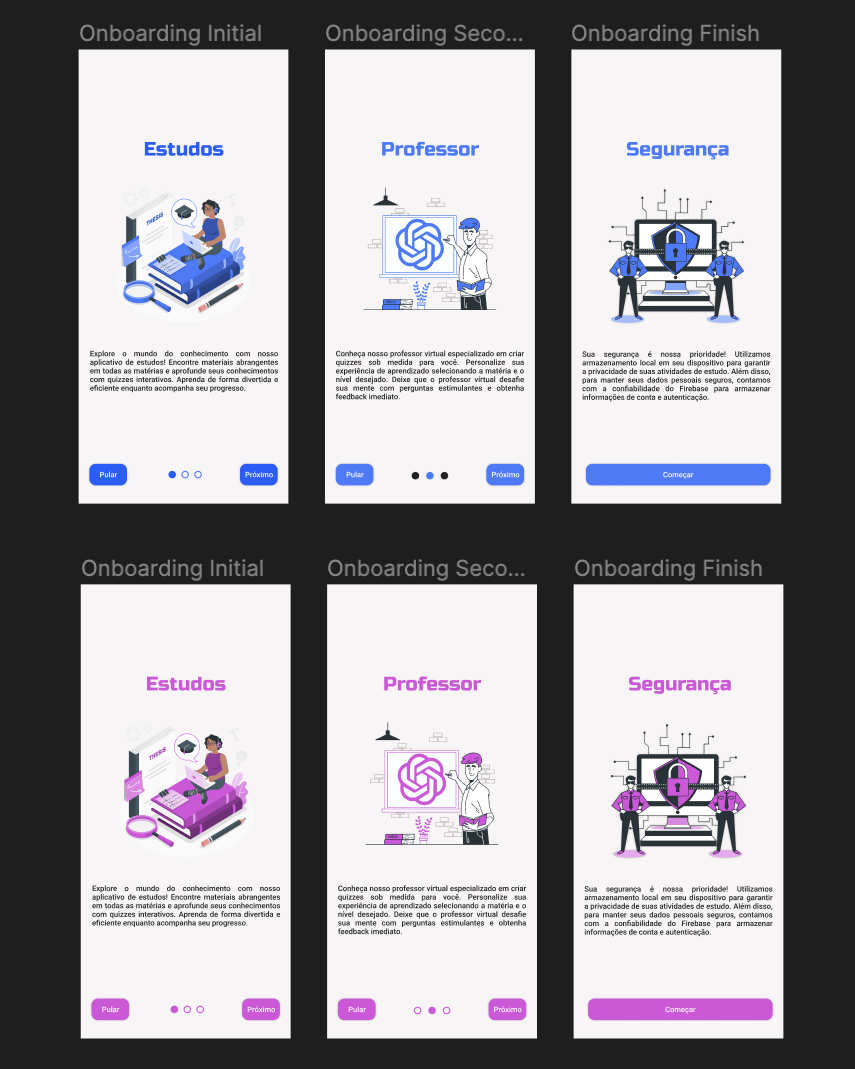 Onboarding Initial
Onboarding Seco...
Onboarding Finish
Estudos
THESIS
Explore o mundo do conhecimento com nosso
aplicativo de estudos! Encontre materiais abrangentes
em todas as matérias e aprofunde seus conhecimentos
com quizzes interativos. Aprenda de forma divertida e
eficiente enquanto acompanha seu progresso.
Pular
Próximo
Professor
Conheça nosso professor virtual especializado em criar
quizzes sob medida para você. Personalize sua
experiência de aprendizado selecionando a matéria e o
nível desejado. Deixe que o professor virtual desafie
sua mente com perguntas estimulantes e obtenha
feedback imediato.
Pular
Próximo
Segurança
Sua segurança é nossa prioridade! Utilizamos
armazenamento local em seu dispositivo para garantir
a privacidade de suas atividades de estudo. Além disso,
para manter seus dados pessoais seguros, contamos
com a confiabilidade do Firebase para armazenar
informações de conta e autenticação.
Começar
Onboarding Initial
Onboarding Seco...
Onboarding Finish
Estudos
THESIS
Explore o mundo do conhecimento com nosso
aplicativo de estudos! Encontre materiais abrangentes
em todas as matérias e aprofunde seus conhecimentos
com quizzes interativos. Aprenda de forma divertida e
eficiente enquanto acompanha seu progresso.
Pular
Próximo
Professor
Conheça nosso professor virtual especializado em criar
quizzes sob medida para você. Personalize sua
experiência de aprendizado selecionando a matéria e o
nível desejado. Deixe que o professor virtual desafie
sua mente com perguntas estimulantes e obtenha
feedback imediato.
Pular
Próximo
Segurança
Sua segurança é nossa prioridade! Utilizamos
armazenamento local em seu dispositivo para garantir
a privacidade de suas atividades de estudo. Além disso,
para manter seus dados pessoais seguros, contamos
com a confiabilidade do Firebase para armazenar
informações de conta e autenticação.
Começar